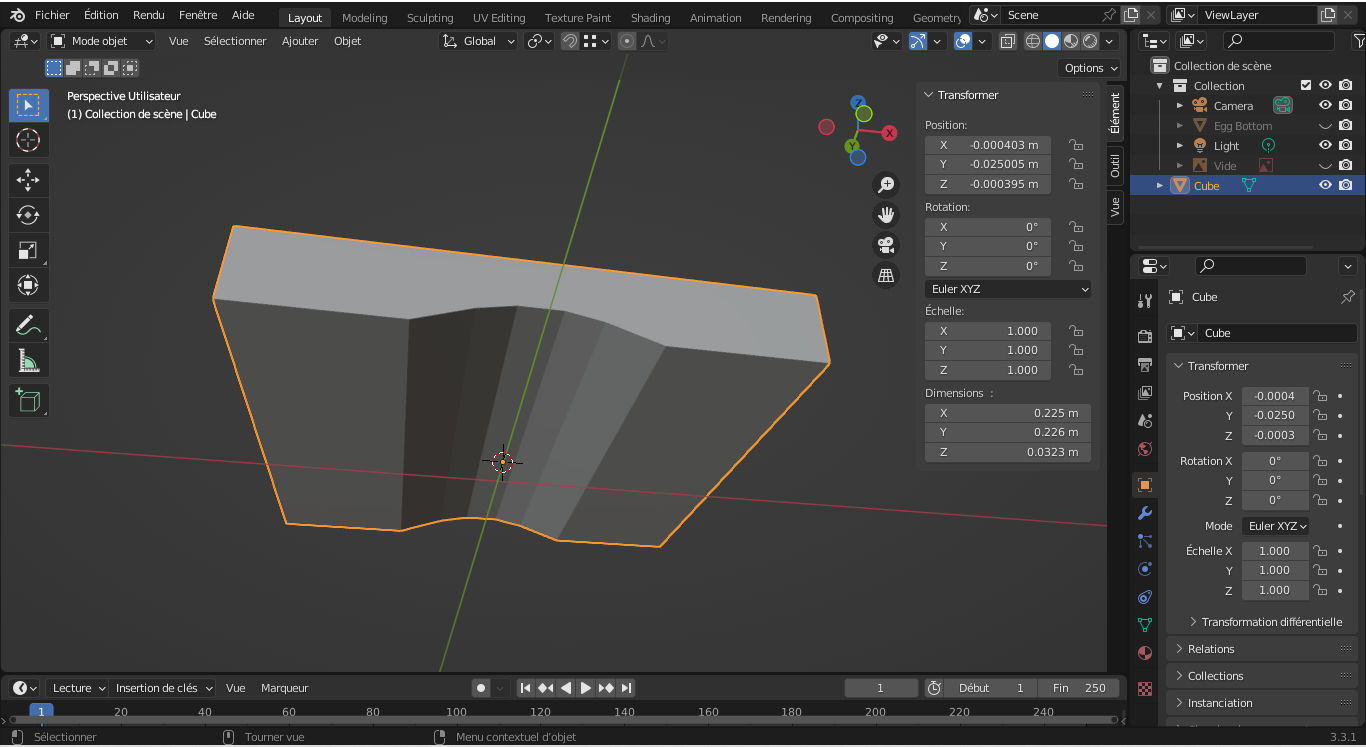 Fichier Édition Rendu Fenêtre Aide Layout Modeling Sculpting UV Editing Texture Paint Shading Animation Rendering Compositing Geometry Scene ViewLayer
Mode objet Vue Sélectionner Ajouter Objet Global
Options
Perspective Utilisateur
(1) Collection de scène | Cube
Z
X
Y
Transformer
Position:
X -0.000403 m
Y -0.025005 m
Z -0.000395 m
Rotation:
X 0°
Y 0°
Z 0°
Euler XYZ
Échelle:
X 1.000
Y 1.000
Z 1.000
Dimensions :
X 0.225 m
Y 0.226 m
Z 0.0323 m
Élément
Outil
Vue
Collection de scène
Collection
Camera
Egg Bottom
Light
Vide
Cube
Cube
Cube
Transformer
Position X -0.0004
Y -0.0250
Z -0.0003
Rotation X 0°
Y 0°
Z 0°
Mode Euler XYZ
Échelle X 1.000
Y 1.000
Z 1.000
Transformation différentielle
Relations
Collections
Instanciation
Lecture Insertion de clés Vue Marqueur 1 Début 1 Fin 250
1 20 40 60 80 100 120 140 160 180 200 220 240
Sélectionner Tourner vue Menu contextuel d'objet 3.3.1